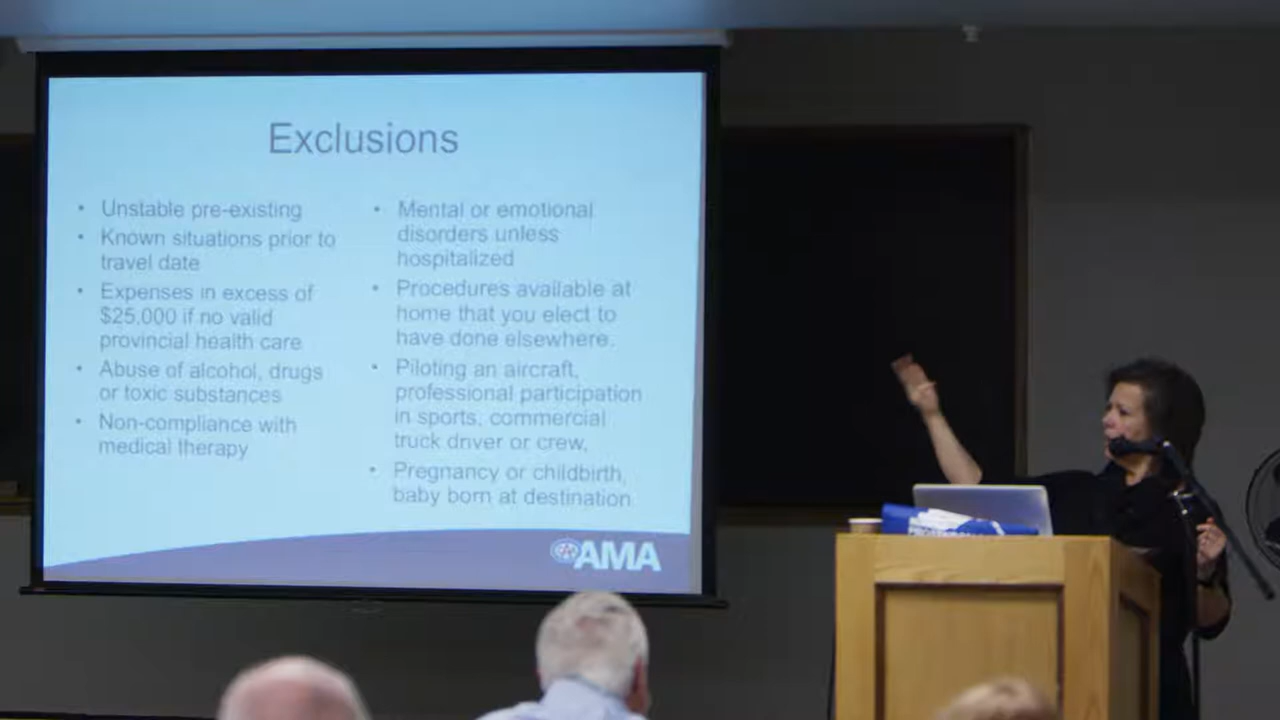 Exclusions
• Unstable pre-existing
• Known situations prior to
travel date
• Expenses in excess of
$25,000 if no valid
provincial health care
• Abuse of alcohol, drugs
or toxic substances
• Non-compliance with
medical therapy
• Mental or emotional
disorders unless
hospitalized
• Procedures available at
home that you elect to
have done elsewhere.
• Piloting an aircraft,
professional participation
in sports, commercial
truck driver or crew,
• Pregnancy or childbirth,
baby born at destination
AMA